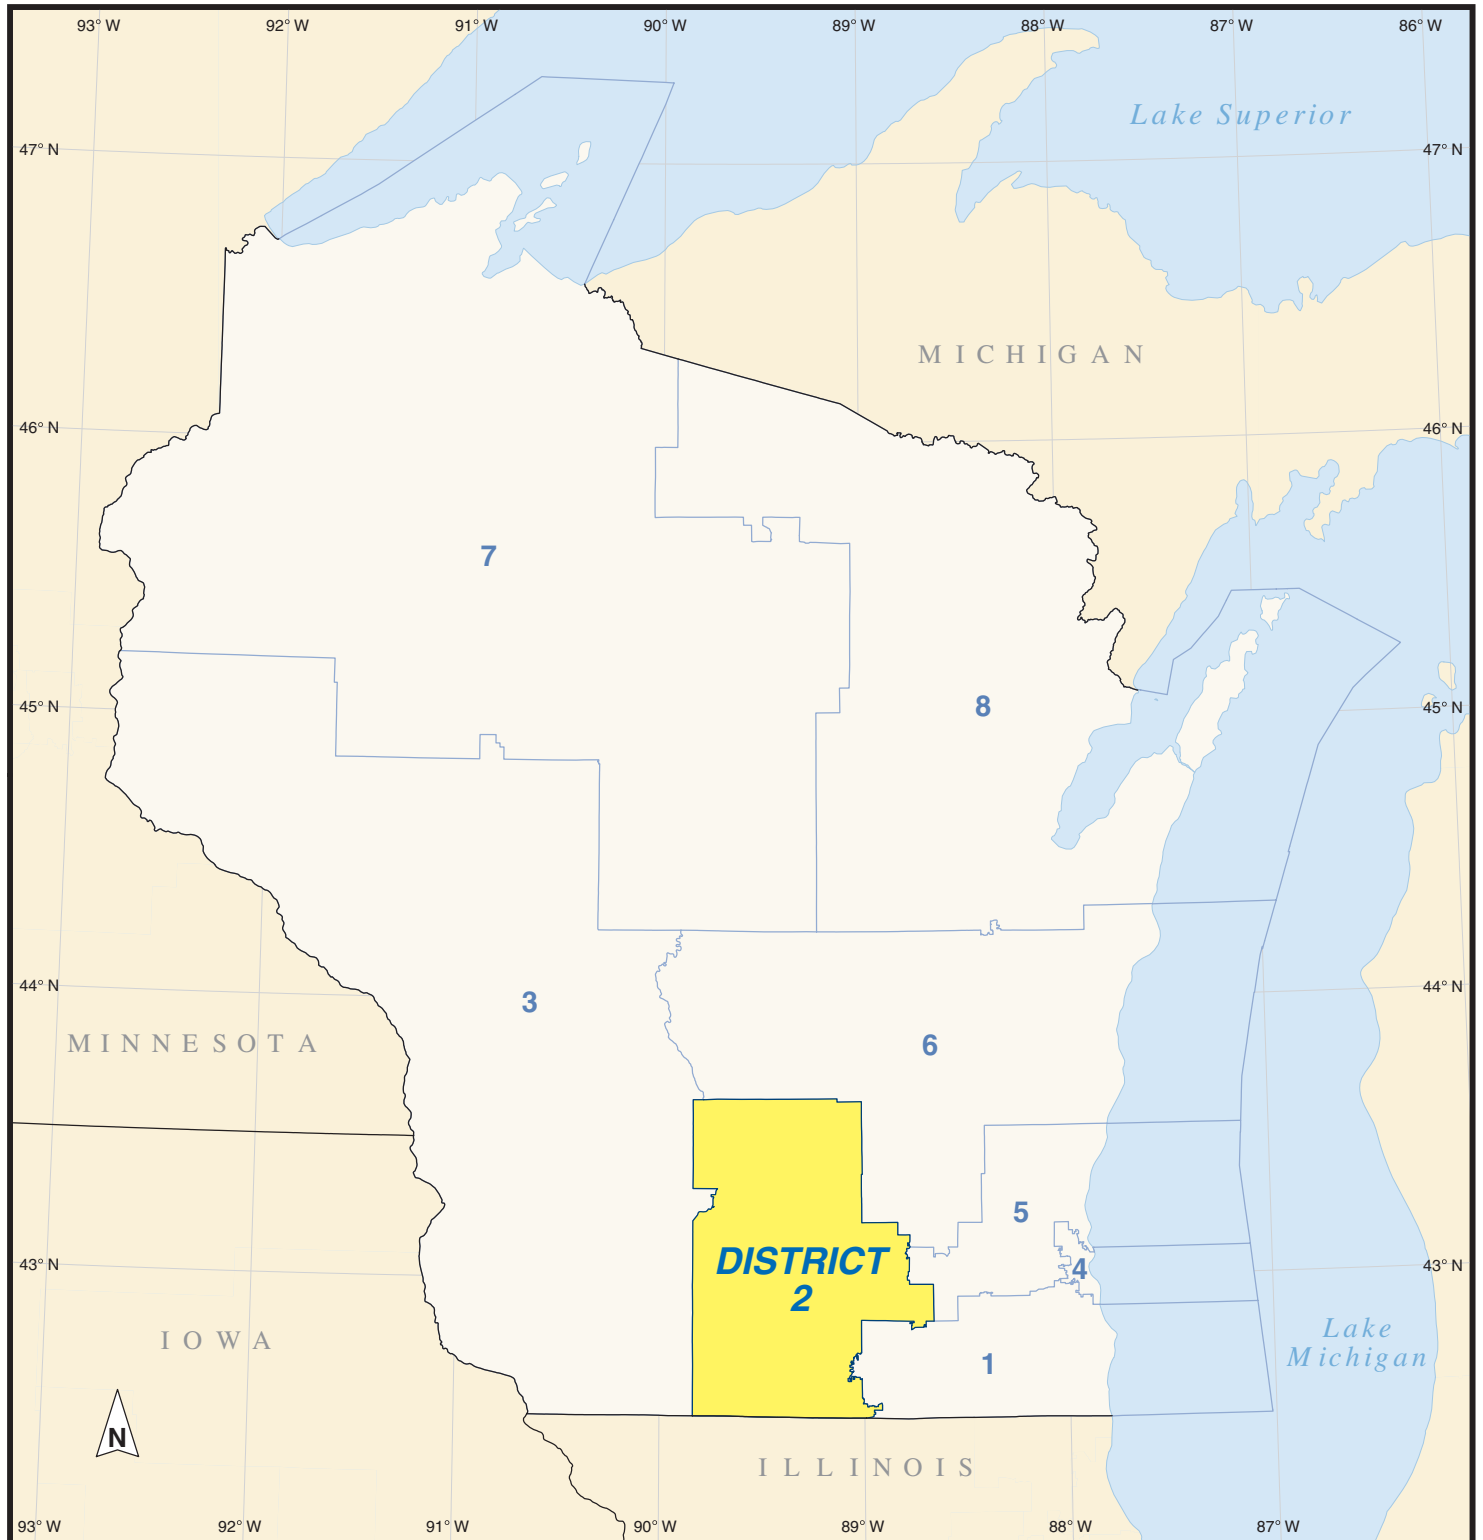 93° W 92° W 91° W 90° W 89° W 88° W 87° W 86° W
Lake Superior
47° N 47° N
MICHIGAN
46° N 46° N
7
8
45° N 45° N
44° N 44° N
3
MINNESOTA
6
5
DISTRICT
2
43° N 43° N
4
IOWA
Lake
Michigan
1
N
ILLINOIS
93° W 92° W 91° W 90° W 89° W 88° W 87° W